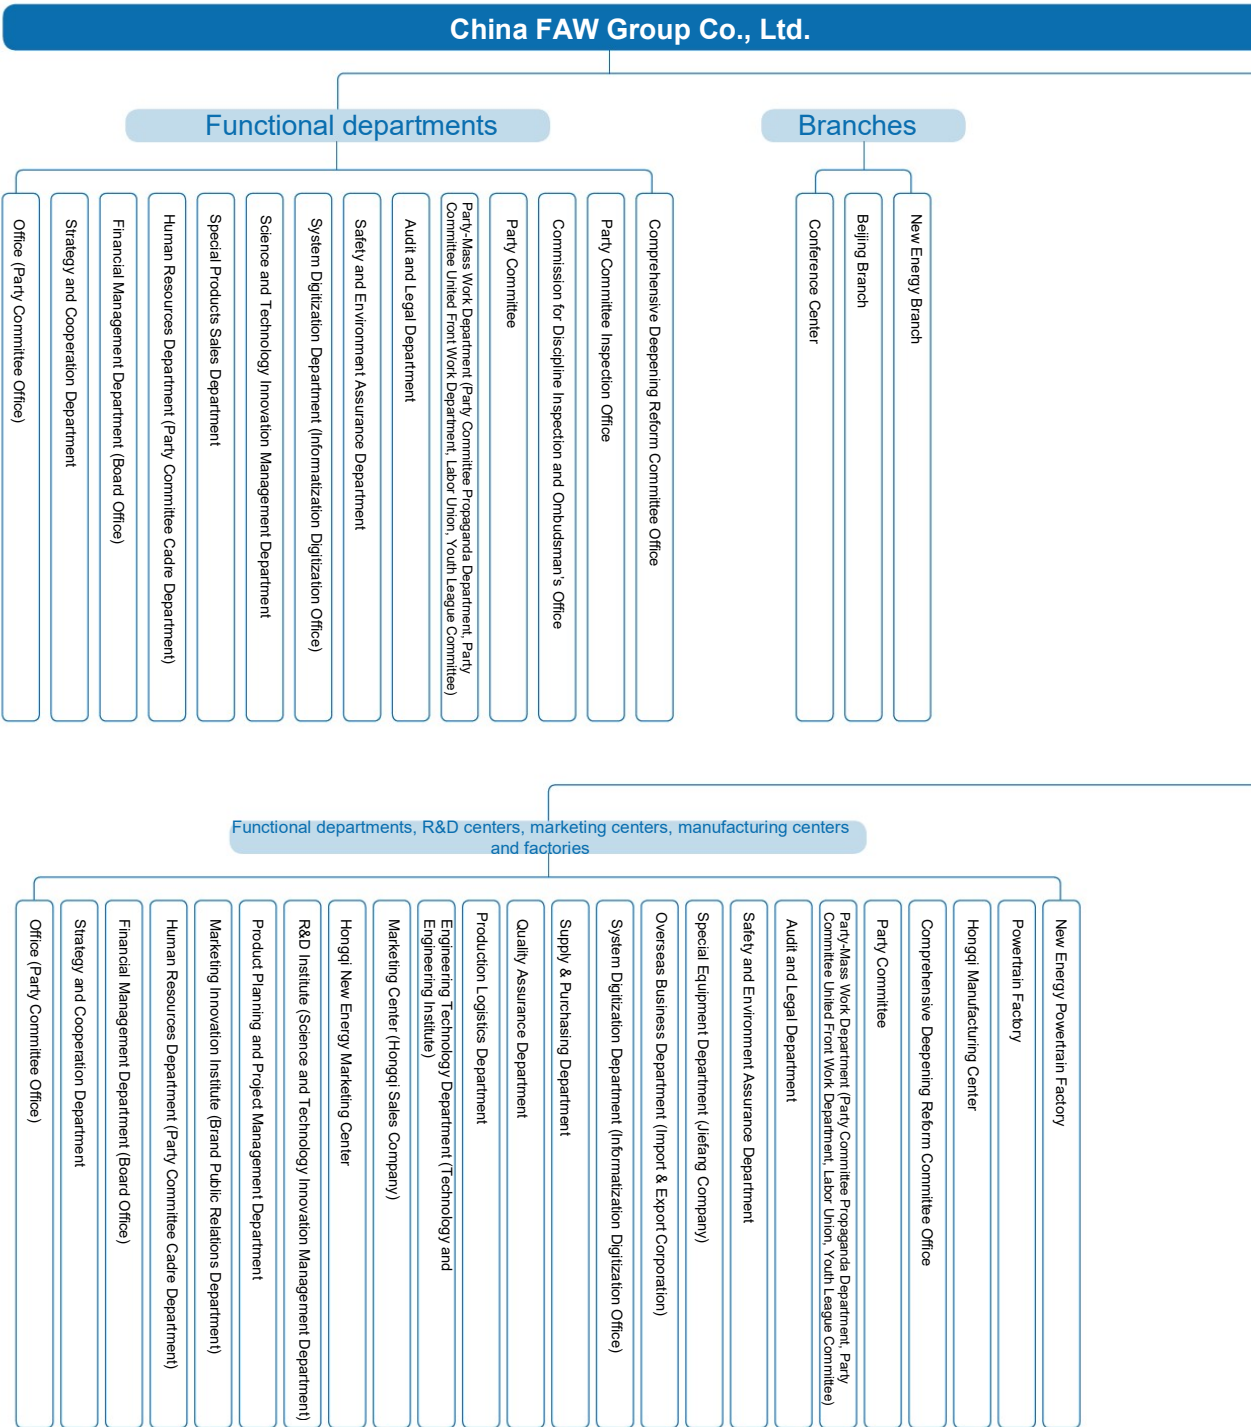 China FAW Group Co., Ltd.
Functional departments
Branches
Office (Party Committee Office)
Strategy and Cooperation Department
Financial Management Department (Board Office)
Human Resources Department (Party Committee Cadre Department)
Special Products Sales Department
Science and Technology Innovation Management Department
System Digitization Department (Informatization Digitization Office)
Safety and Environment Assurance Department
Audit and Legal Department
Party-Mass Work Department (Party Committee Propaganda Department, Party
Committee United Front Work Department, Labor Union, Youth League Committee)
Party Committee
Commission for Discipline Inspection and Ombudsman's Office
Party Committee Inspection Office
Comprehensive Deepening Reform Committee Office
Conference Center
Beijing Branch
New Energy Branch
Functional departments, R&D centers, marketing centers, manufacturing centers
and factories
Office (Party Committee Office)
Strategy and Cooperation Department
Financial Management Department (Board Office)
Human Resources Department (Party Committee Cadre Department)
Marketing Innovation Institute (Brand Public Relations Department)
Product Planning and Project Management Department
R&D Institute (Science and Technology Innovation Management Department)
Hongqi New Energy Marketing Center
Marketing Center (Hongqi Sales Company)
Engineering Technology Department (Technology and
Engineering Institute)
Production Logistics Department
Quality Assurance Department
Supply & Purchasing Department
System Digitization Department (Informatization Digitization Office)
Overseas Business Department (Import & Export Corporation)
Special Equipment Department (Jiefang Company)
Safety and Environment Assurance Department
Audit and Legal Department
Party-Mass Work Department (Party Committee Propaganda Department, Party
Committee United Front Work Department, Labor Union, Youth League Committee)
Party Committee
Comprehensive Deepening Reform Committee Office
Hongqi Manufacturing Center
Powertrain Factory
New Energy Powertrain Factory